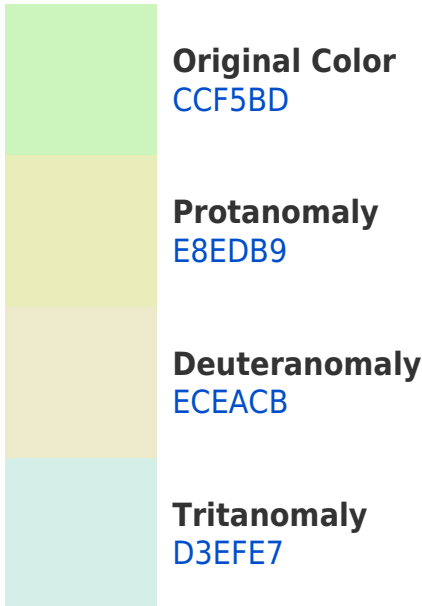 Original Color
CCF5BD
Protanomaly
E8EDB9
Deuteranomaly
ECEACB
Tritanomaly
D3EFE7